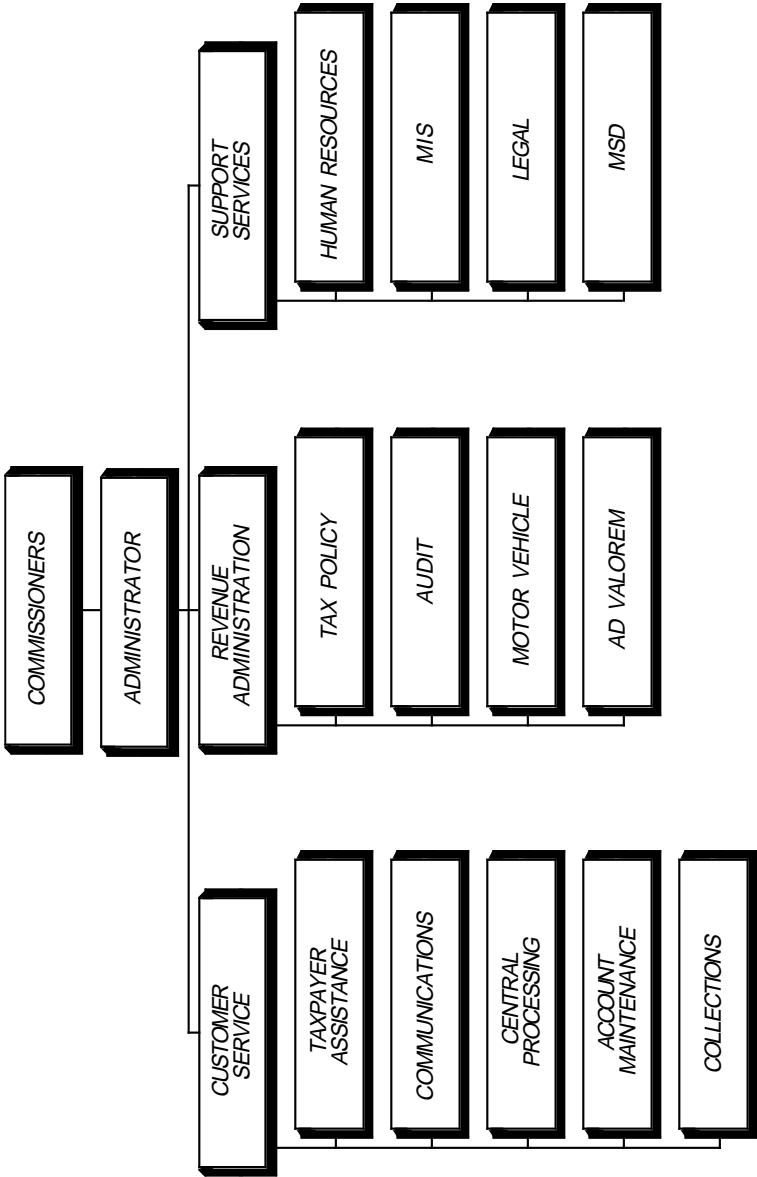 COMMISSIONERS
ADMINISTRATOR
CUSTOMER
SERVICE
TAXPAYER
ASSISTANCE
COMMUNICATIONS
CENTRAL
PROCESSING
ACCOUNT
MAINTENANCE
COLLECTIONS
REVENUE
ADMINISTRATION
TAX POLICY
AUDIT
MOTOR VEHICLE
AD VALOREM
SUPPORT
SERVICES
HUMAN RESOURCES
MIS
LEGAL
MSD